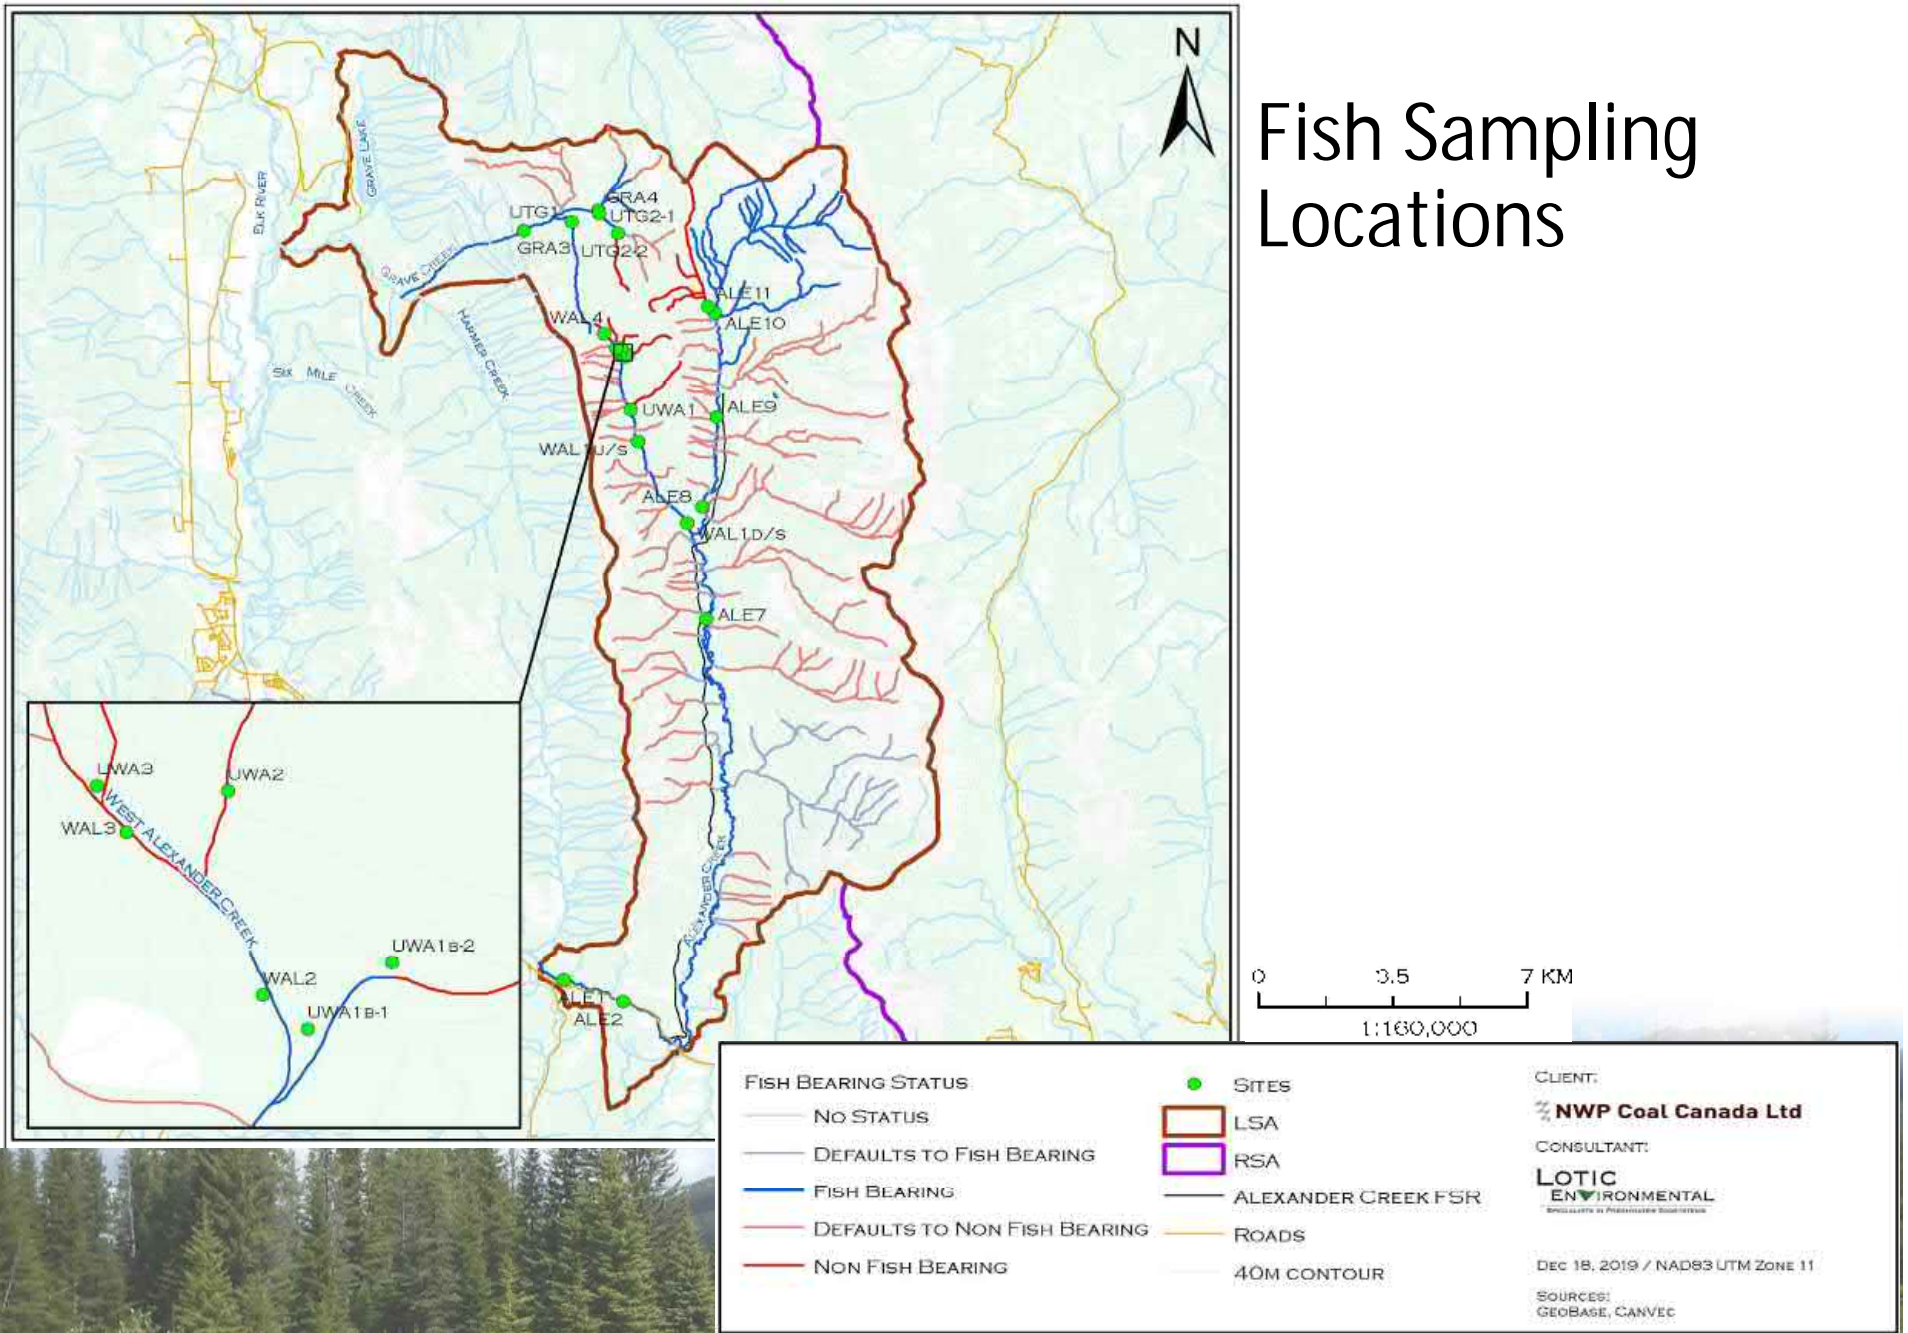 Fish Sampling
Locations
N
GRAVE LAKE
ELK RIVER
GRA4
UTG1
UTG2-1
GRA3
UTG2-2
GRAVE CREEK
HARMER CREEK
SIX MILE CREEK
ALE11
ALE10
WAL4
UWA1
ALE9
WAL1U/S
ALE8
WAL1D/S
ALE7
ALEXANDER CREEK
ALE1
ALE2
UWA3
UWA2
WEST ALEXANDER CREEK
WAL3
UWA1B-2
WAL2
UWA1B-1
0 3.5 7 KM
1:160,000
FISH BEARING STATUS
NO STATUS
DEFAULTS TO FISH BEARING
FISH BEARING
DEFAULTS TO NON FISH BEARING
NON FISH BEARING
SITES
LSA
RSA
ALEXANDER CREEK FSR
ROADS
40M CONTOUR
CLIENT:
NWP Coal Canada Ltd
CONSULTANT:
LOTIC
ENVIRONMENTAL
SPECIALISTS IN FRESHWATER ECOSYSTEMS
DEC 18, 2019 / NAD83 UTM ZONE 11
SOURCES:
GEOBASE, CANVEC